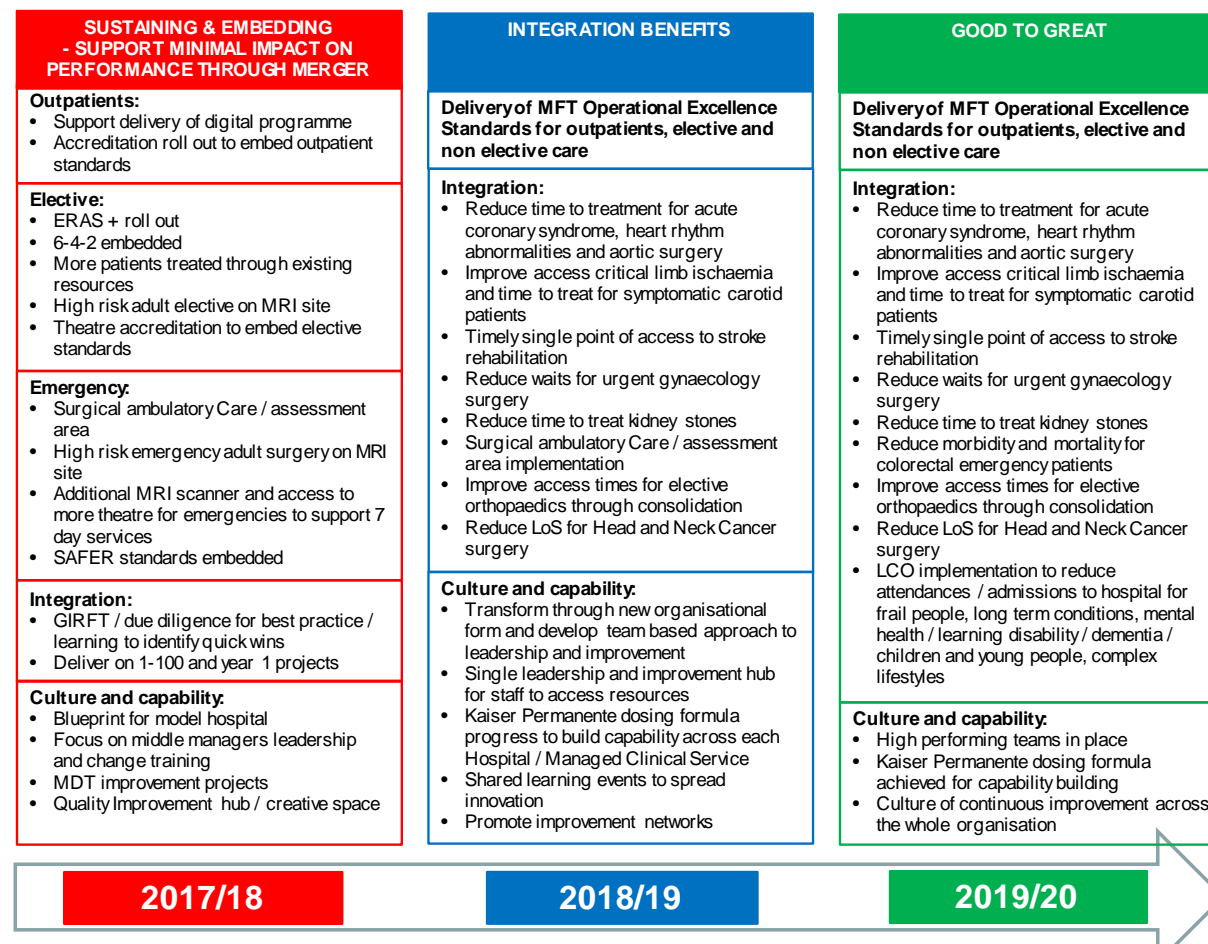 SUSTAINING & EMBEDDING
- SUPPORT MINIMAL IMPACT ON
PERFORMANCE THROUGH MERGER
Outpatients:
• Support delivery of digital programme
• Accreditation roll out to embed outpatient
standards
Elective:
• ERAS + roll out
• 6-4-2 embedded
• More patients treated through existing
resources
• High risk adult elective on MRI site
• Theatre accreditation to embed elective
standards
Emergency:
• Surgical ambulatory Care / assessment
area
• High risk emergency adult surgery on MRI
site
• Additional MRI scanner and access to
more theatre for emergencies to support 7
day services
• SAFER standards embedded
Integration:
• GIRFT / due diligence for best practice /
learning to identify quick wins
• Deliver on 1-100 and year 1 projects
Culture and capability:
• Blueprint for model hospital
• Focus on middle managers leadership
and change training
• MDT improvement projects
• Quality Improvement hub / creative space
2017/18
INTEGRATION BENEFITS
Delivery of MFT Operational Excellence
Standards for outpatients, elective and
non elective care
Integration:
• Reduce time to treatment for acute
coronary syndrome, heart rhythm
abnormalities and aortic surgery
• Improve access critical limb ischaemia
and time to treat for symptomatic carotid
patients
• Timely single point of access to stroke
rehabilitation
• Reduce waits for urgent gynaecology
surgery
• Reduce time to treat kidney stones
• Surgical ambulatory Care / assessment
area implementation
• Improve access times for elective
orthopaedics through consolidation
• Reduce LoS for Head and Neck Cancer
surgery
Culture and capability:
• Transform through new organisational
form and develop team based approach to
leadership and improvement
• Single leadership and improvement hub
for staff to access resources
• Kaiser Permanente dosing formula
progress to build capability across each
Hospital / Managed Clinical Service
• Shared learning events to spread
innovation
• Promote improvement networks
2018/19
GOOD TO GREAT
Delivery of MFT Operational Excellence
Standards for outpatients, elective and
non elective care
Integration:
• Reduce time to treatment for acute
coronary syndrome, heart rhythm
abnormalities and aortic surgery
• Improve access critical limb ischaemia
and time to treat for symptomatic carotid
patients
• Timely single point of access to stroke
rehabilitation
• Reduce waits for urgent gynaecology
surgery
• Reduce time to treat kidney stones
• Reduce morbidity and mortality for
colorectal emergency patients
• Improve access times for elective
orthopaedics through consolidation
• Reduce LoS for Head and Neck Cancer
surgery
• LCO implementation to reduce
attendances / admissions to hospital for
frail people, long term conditions, mental
health / learning disability / dementia /
children and young people, complex
lifestyles
Culture and capability:
• High performing teams in place
• Kaiser Permanente dosing formula
achieved for capability building
• Culture of continuous improvement across
the whole organisation
2019/20